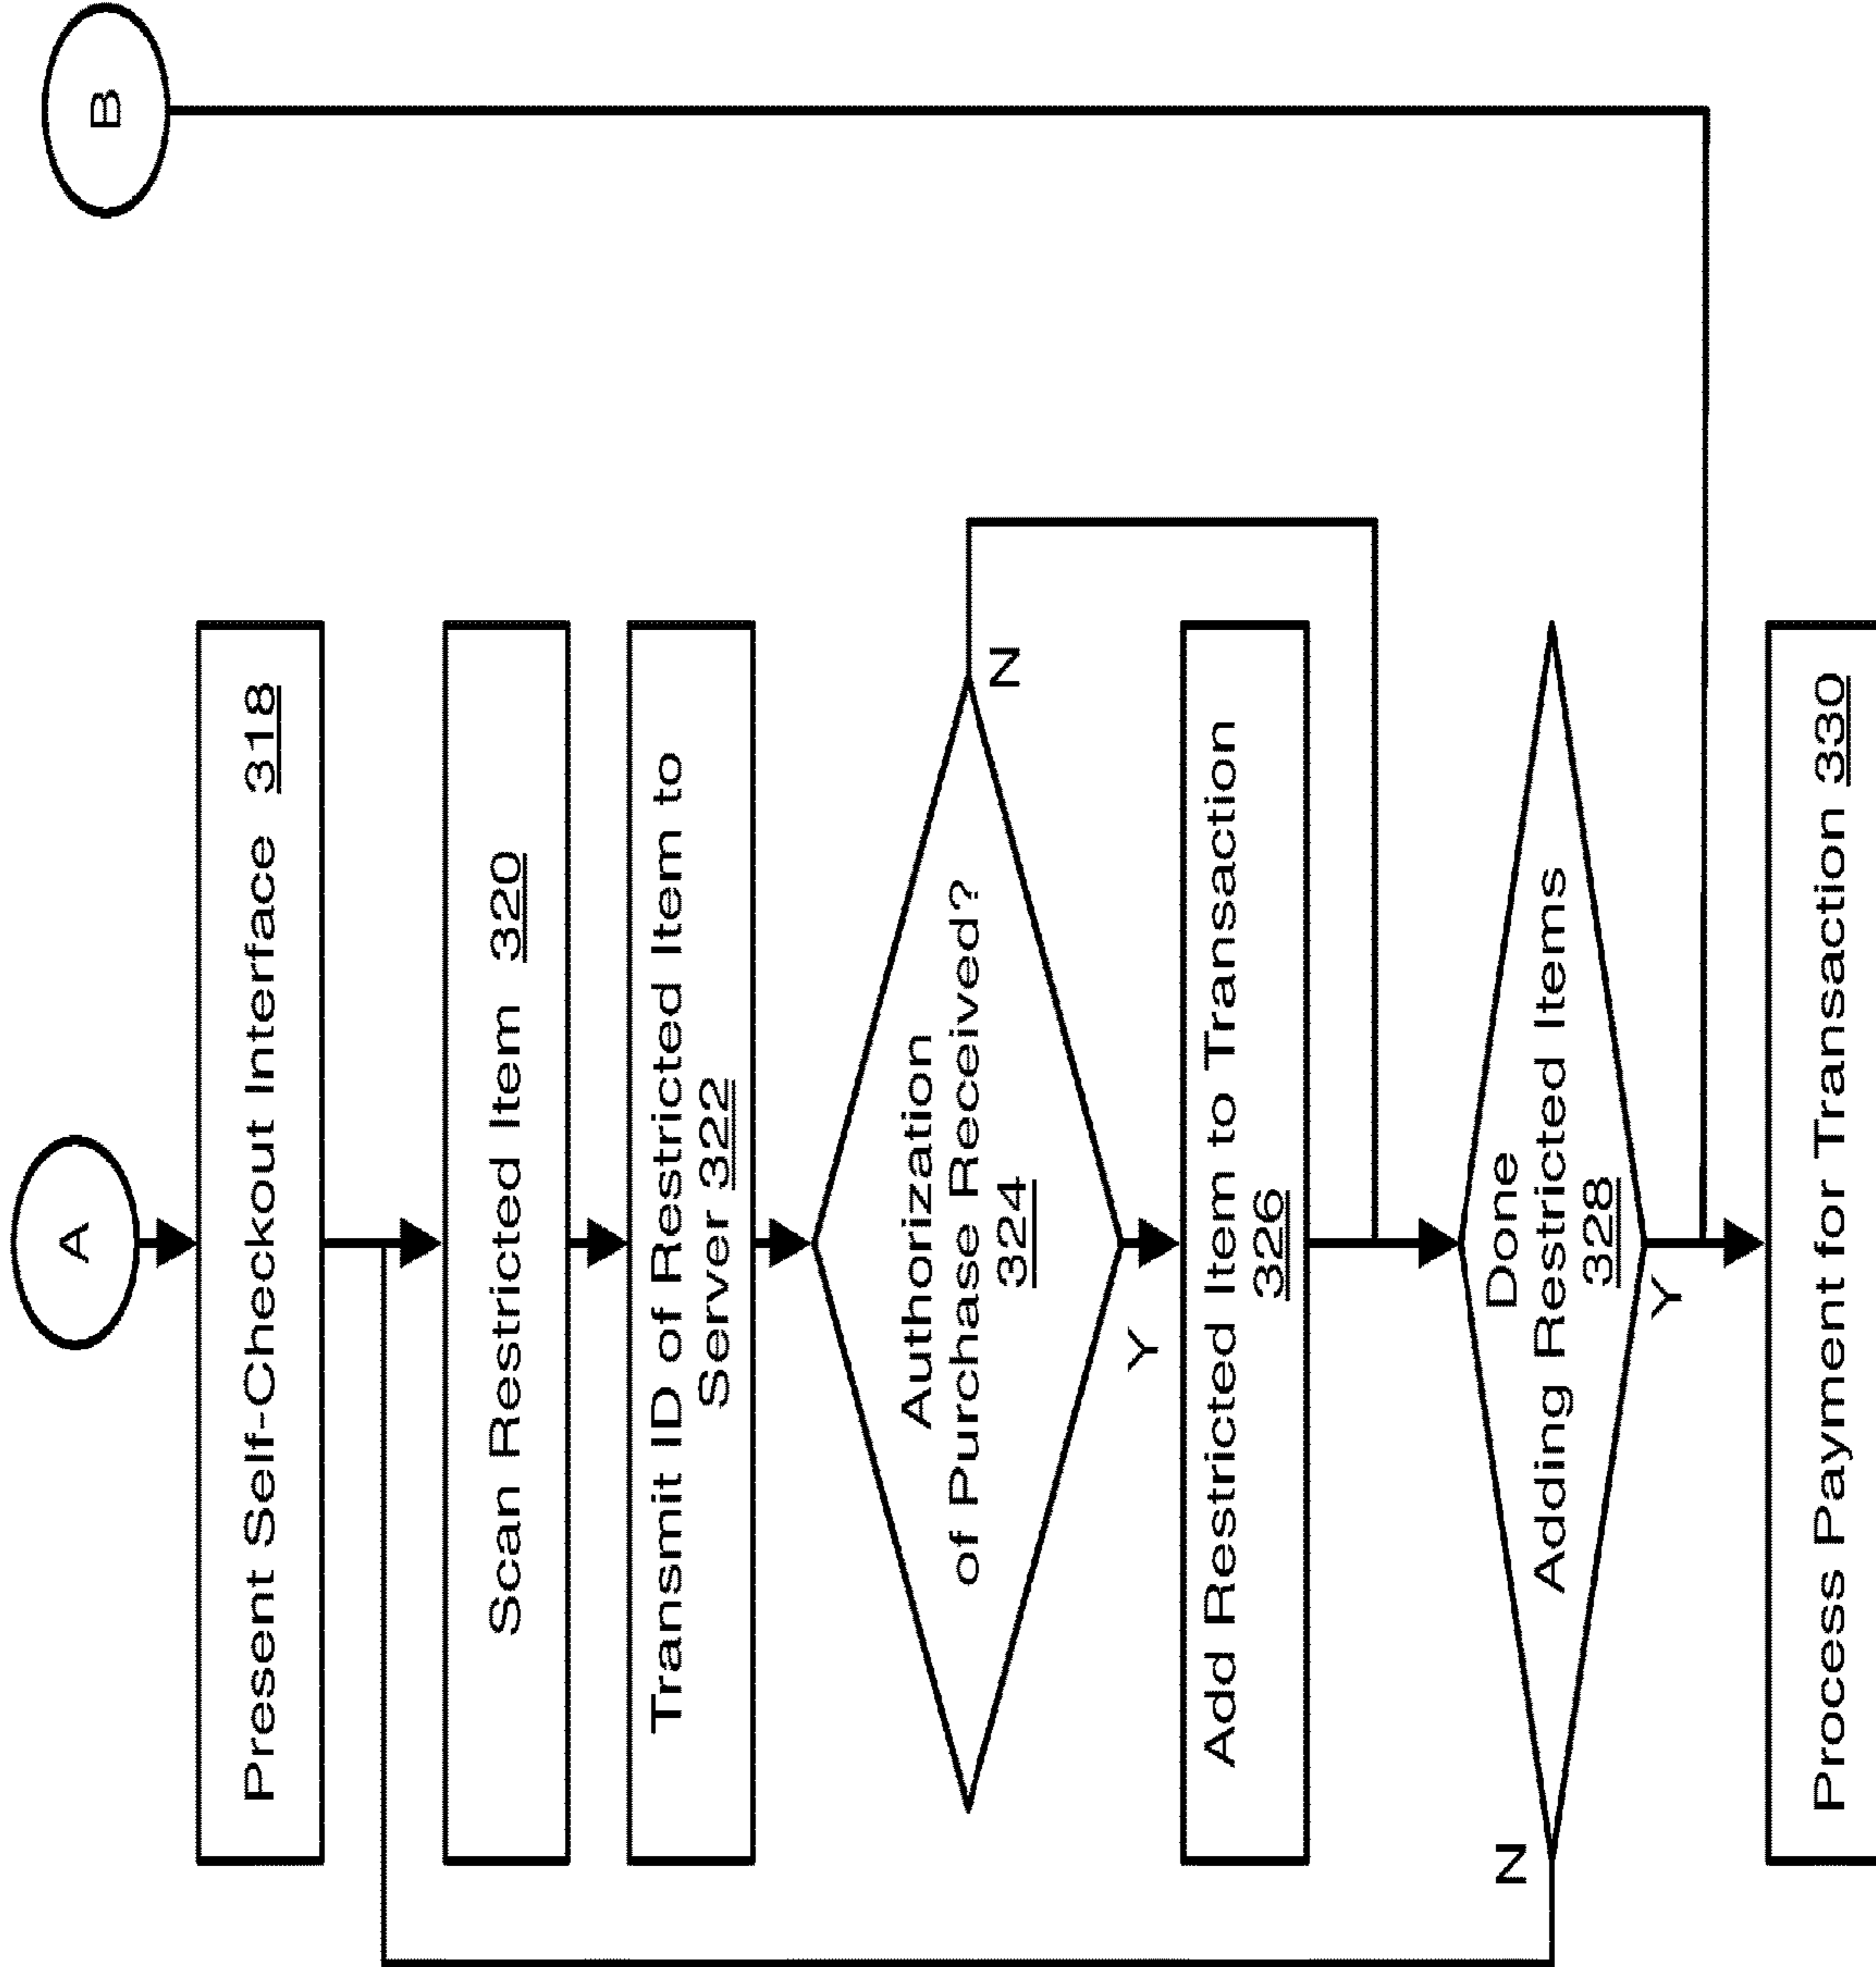 A
B
Present Self-Checkout Interface 318
Scan Restricted Item 320
Transmit ID of Restricted Item to
Server 322
Authorization
of Purchase Received?
324
N
Y
Add Restricted Item to Transaction
326
Done
Adding Restricted Items
328
N
Y
Process Payment for Transaction 330